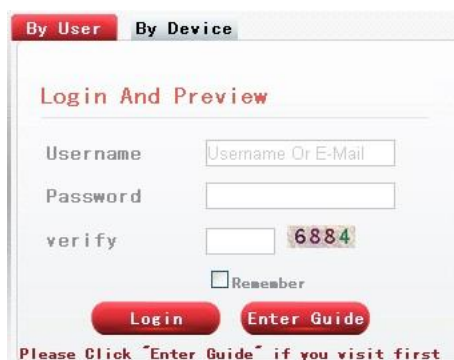 By User By Device
Login And Preview
Username Username Or E-Mail
Password
verify 6884
Remember
Login Enter Guide
Please Click "Enter Guide" if you visit first